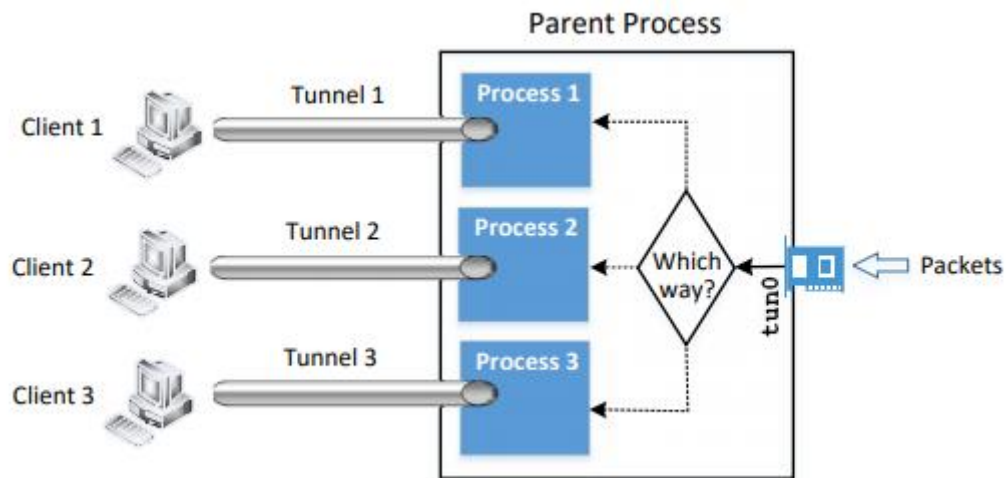 Parent Process
Tunnel 1
Process 1
Client 1
Tunnel 2
Process 2
Client 2
Which
way?
tun0
Packets
Tunnel 3
Process 3
Client 3